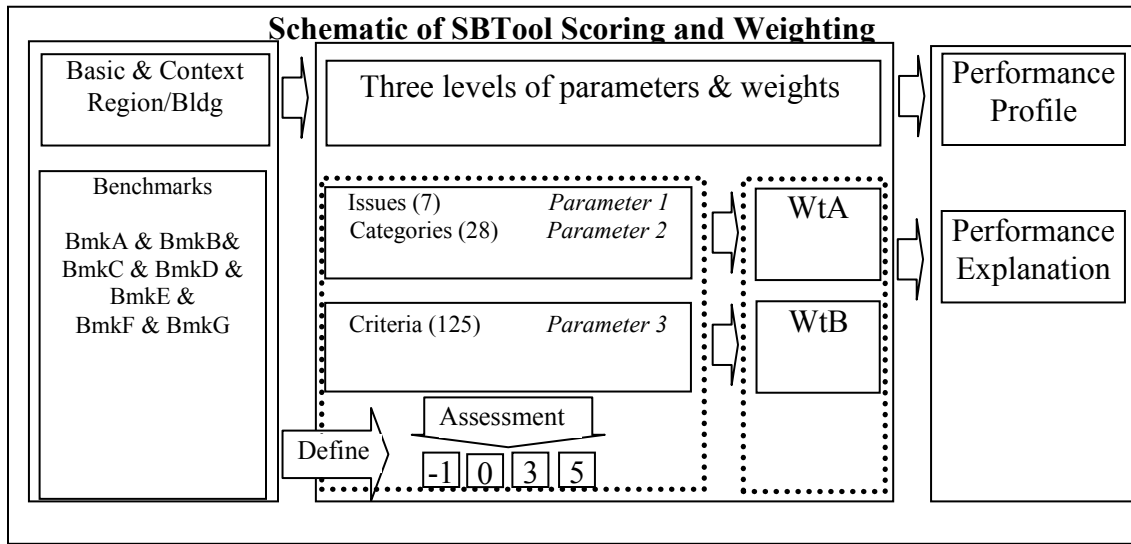 Schematic of SBTool Scoring and Weighting
Basic & Context
Region/Bldg
Three levels of parameters & weights
Performance
Profile
Benchmarks
BmkA & BmkB&
BmkC & BmkD &
BmkE &
BmkF & BmkG
Issues (7) Parameter 1
Categories (28) Parameter 2
WtA
Performance
Explanation
Criteria (125) Parameter 3
WtB
Define
Assessment
-1 0 3 5